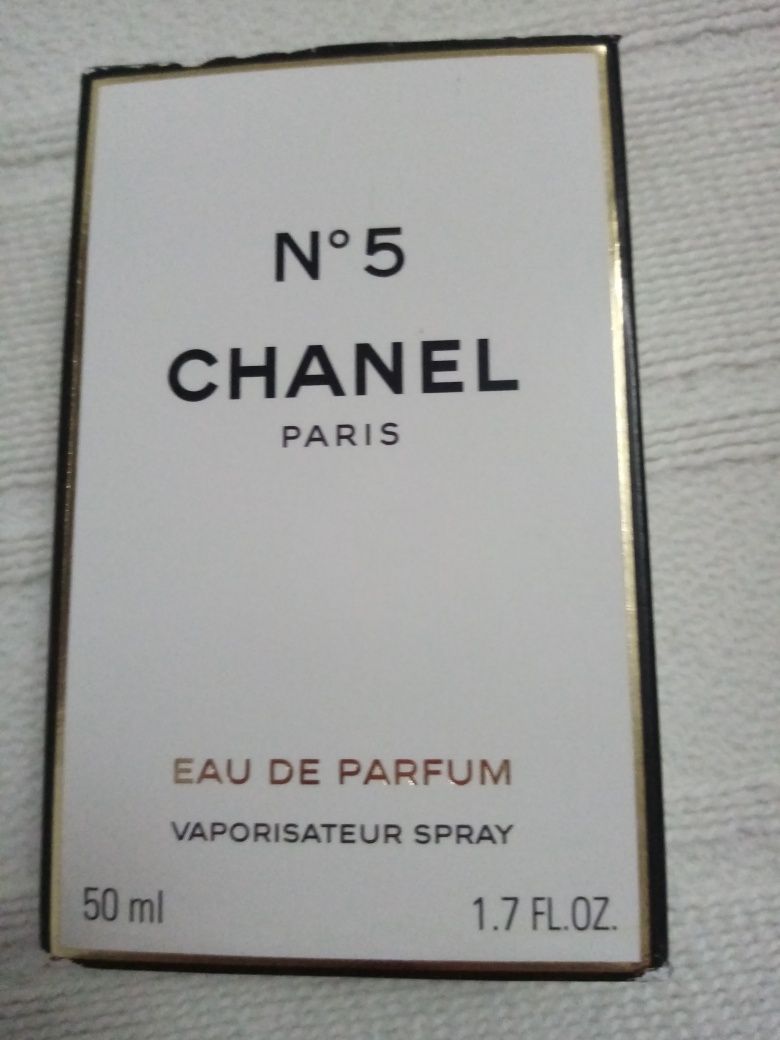 N°5
CHANEL
PARIS
EAU DE PARFUM
VAPORISATEUR SPRAY
50 ml 1.7 FL.OZ.